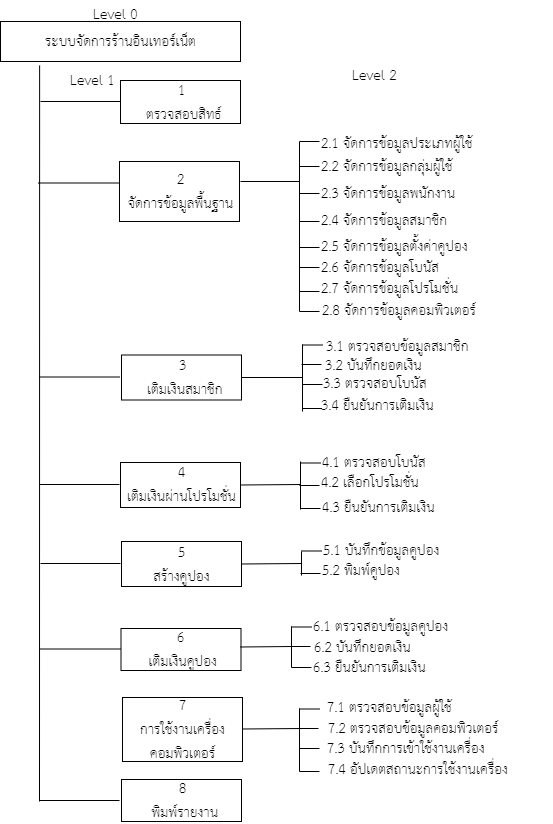 Level 0
ระบบจัดการร้านอินเทอร์เน็ต
Level 1
Level 2
1
ตรวจสอบสิทธ์
2
จัดการข้อมูลพื้นฐาน
2.1 จัดการข้อมูลประเภทผู้ใช้
2.2 จัดการข้อมูลกลุ่มผู้ใช้
2.3 จัดการข้อมูลพนักงาน
2.4 จัดการข้อมูลสมาชิก
2.5 จัดการข้อมูลตั้งค่าคูปอง
2.6 จัดการข้อมูลโบนัส
2.7 จัดการข้อมูลโปรโมชั่น
2.8 จัดการข้อมูลคอมพิวเตอร์
3
เติมเงินสมาชิก
3.1 ตรวจสอบข้อมูลสมาชิก
3.2 บันทึกยอดเงิน
3.3 ตรวจสอบโบนัส
3.4 ยืนยันการเติมเงิน
4
เติมเงินผ่านโปรโมชั่น
4.1 ตรวจสอบโบนัส
4.2 เลือกโปรโมชั่น
4.3 ยืนยันการเติมเงิน
5
สร้างคูปอง
5.1 บันทึกข้อมูลคูปอง
5.2 พิมพ์คูปอง
6
เติมเงินคูปอง
6.1 ตรวจสอบข้อมูลคูปอง
6.2 บันทึกยอดเงิน
6.3 ยืนยันการเติมเงิน
7
การใช้งานเครื่อง
คอมพิวเตอร์
7.1 ตรวจสอบข้อมูลผู้ใช้
7.2 ตรวจสอบข้อมูลคอมพิวเตอร์
7.3 บันทึกการเข้าใช้งานเครื่อง
7.4 อัปเดตสถานะการใช้งานเครื่อง
8
พิมพ์รายงาน